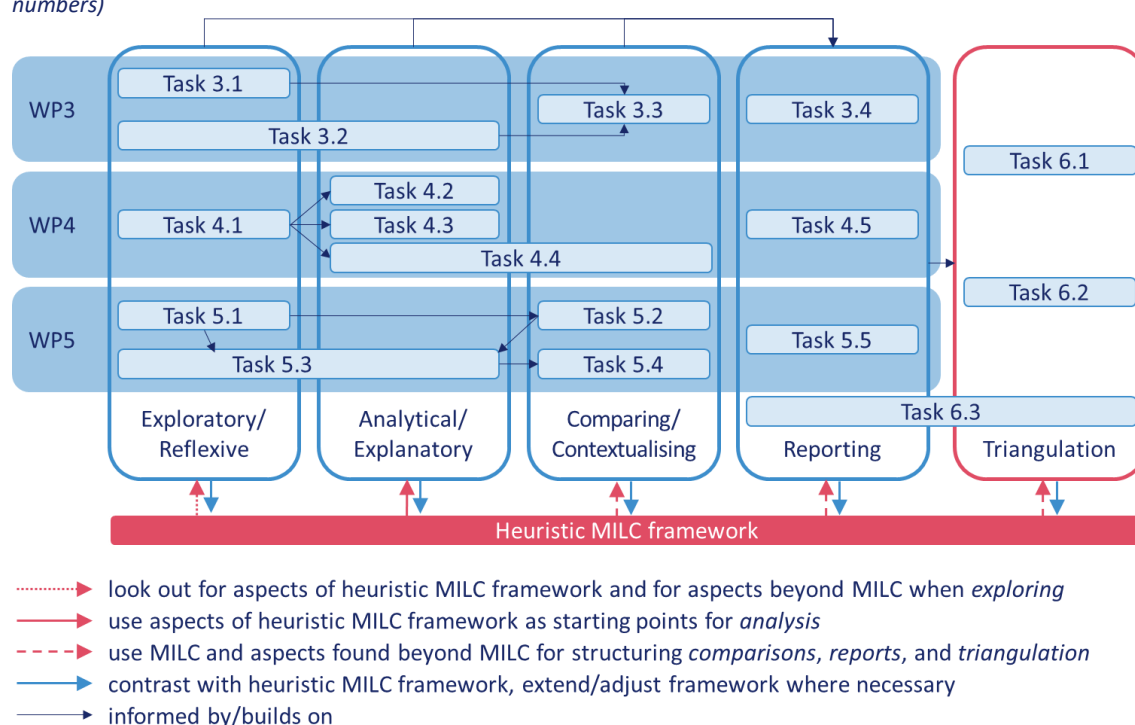 numbers)
WP3
Task 3.1
Task 3.2
Task 3.3
Task 3.4
Task 6.1
WP4
Task 4.1
Task 4.2
Task 4.3
Task 4.4
Task 4.5
Task 6.2
WP5
Task 5.1
Task 5.2
Task 5.3
Task 5.4
Task 5.5
Task 6.3
Exploratory/
Reflexive
Analytical/
Explanatory
Comparing/
Contextualising
Reporting
Triangulation
Heuristic MILC framework
look out for aspects of heuristic MILC framework and for aspects beyond MILC when exploring
use aspects of heuristic MILC framework as starting points for analysis
use MILC and aspects found beyond MILC for structuring comparisons, reports, and triangulation
contrast with heuristic MILC framework, extend/adjust framework where necessary
informed by/builds on